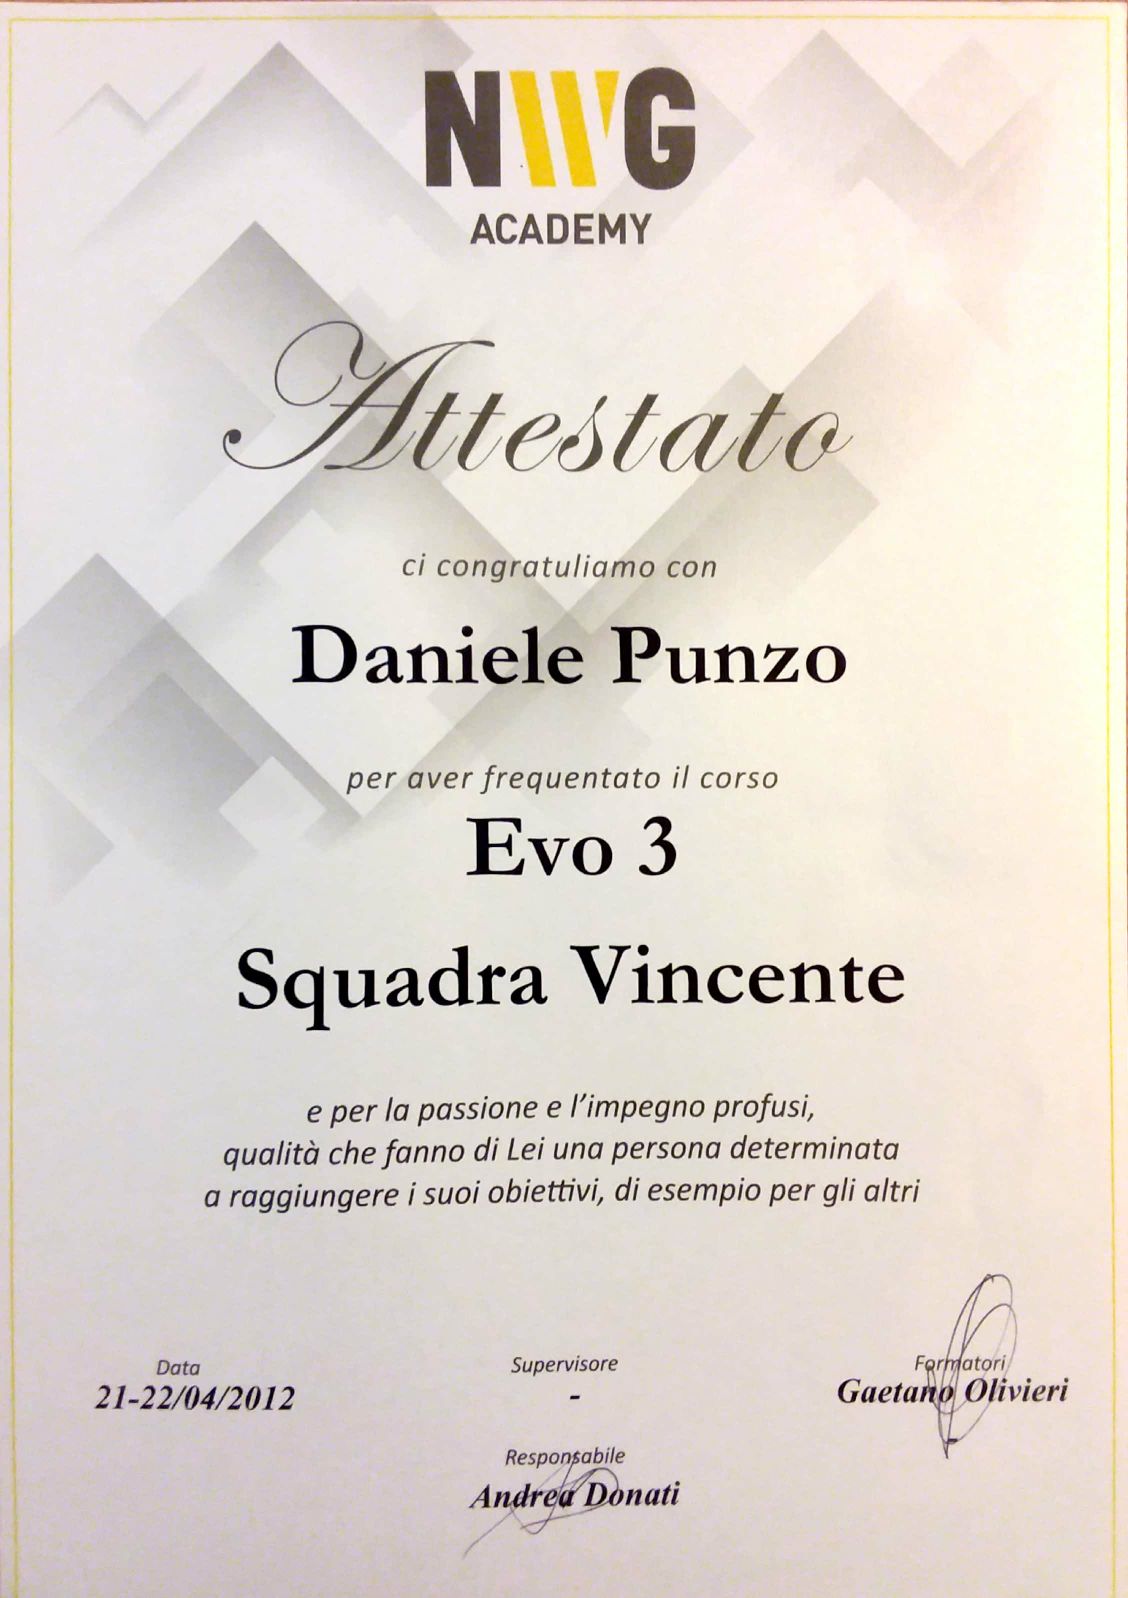 NWG
ACADEMY
Attestato
ci congratuliamo con
Daniele Punzo
per aver frequentato il corso
Evo 3
Squadra Vincente
e per la passione e l'impegno profusi,
qualità che fanno di Lei una persona determinata
a raggiungere i suoi obiettivi, di esempio per gli altri
Data
21-22/04/2012
Supervisore
-
Formatori
Gaetano Olivieri
-
Responsabile
Andrea Donati